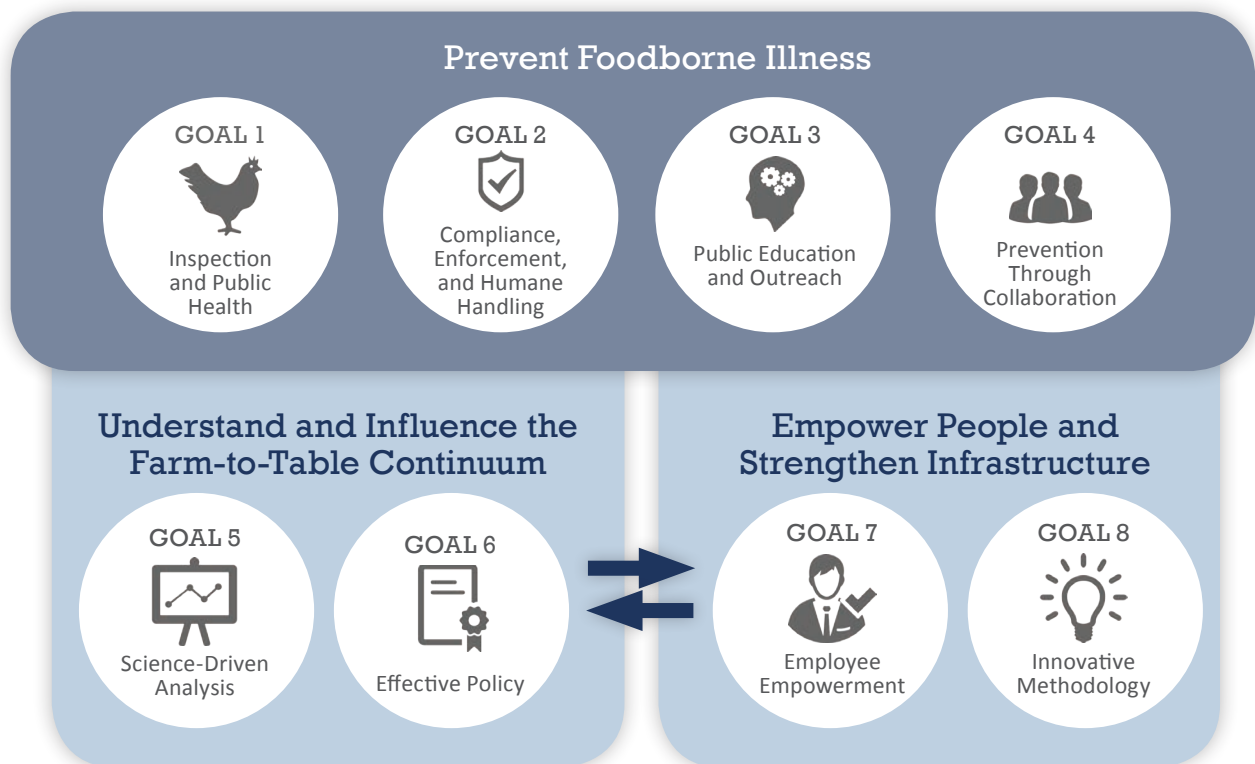 Prevent Foodborne Illness
GOAL 1
Inspection
and Public
Health
GOAL 2
Compliance,
Enforcement,
and Humane
Handling
GOAL 3
Public Education
and Outreach
GOAL 4
Prevention
Through
Collaboration
Understand and Influence the
Farm-to-Table Continuum
GOAL 5
Science-Driven
Analysis
GOAL 6
Effective Policy
Empower People and
Strengthen Infrastructure
GOAL 7
Employee
Empowerment
GOAL 8
Innovative
Methodology